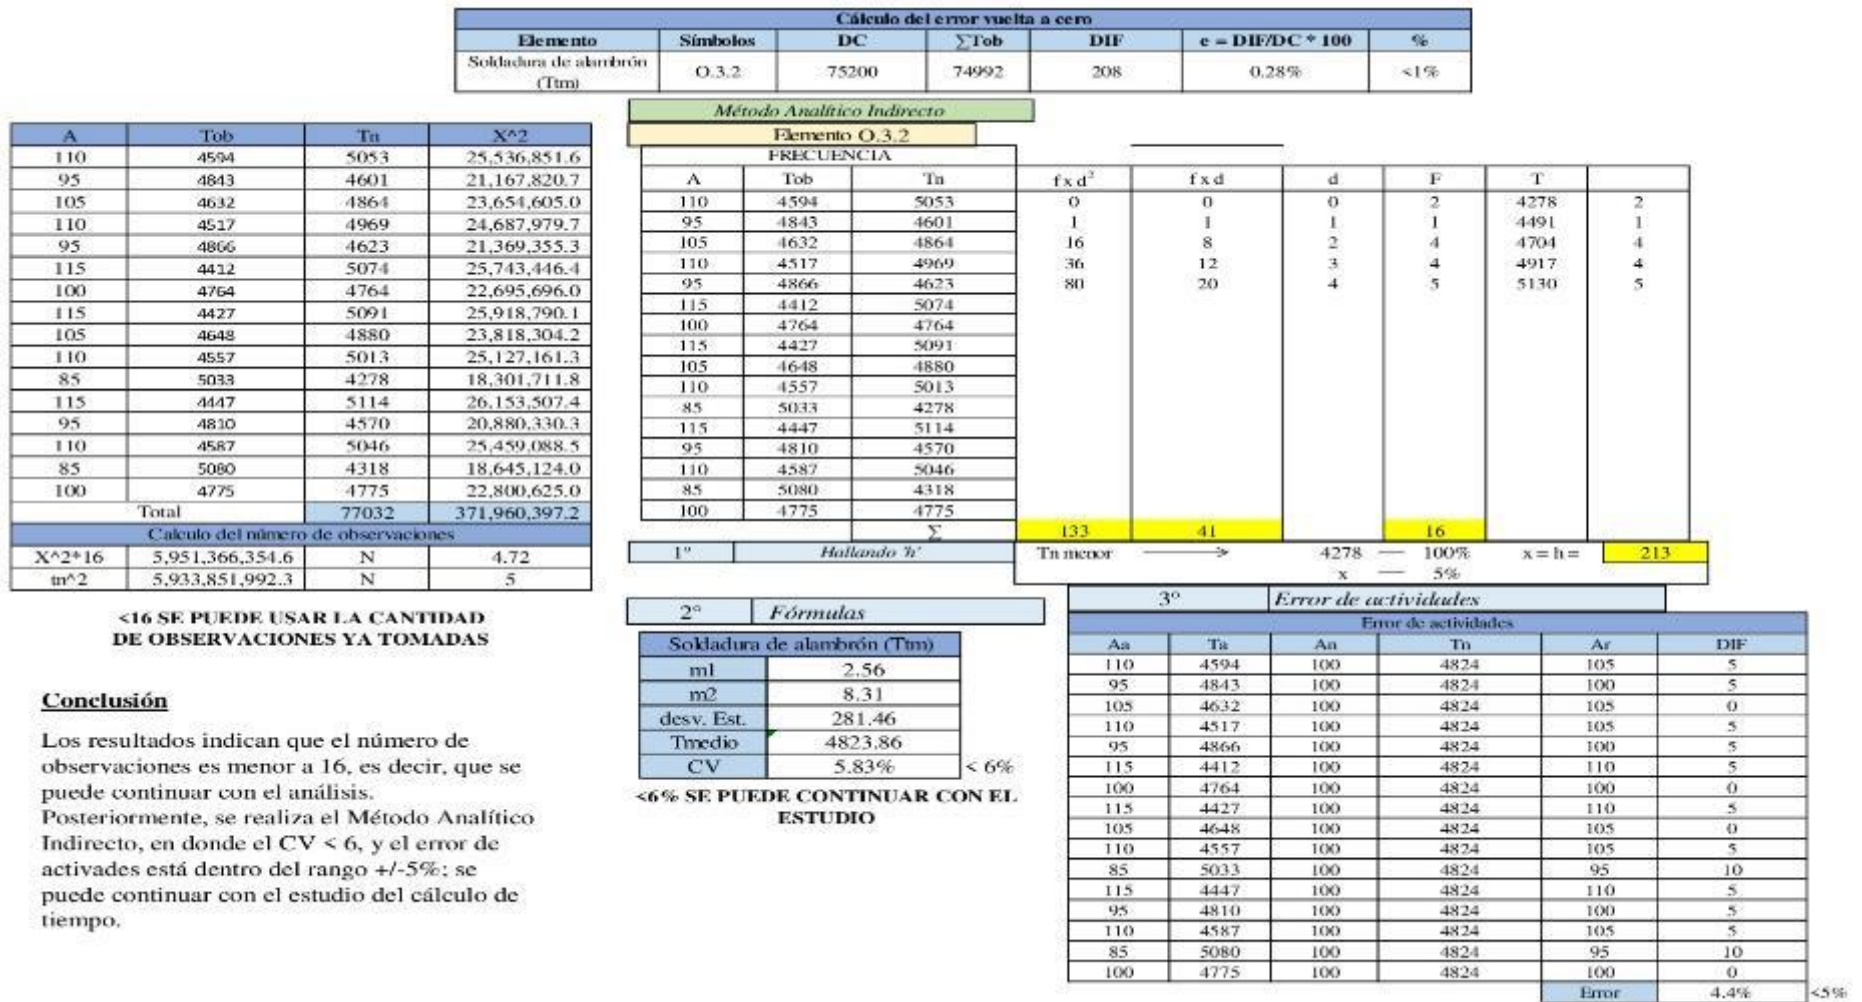 Cálculo del error vuelta a cero
Elemento Símbolos DC ∑Tob DIF e = DIF/DC * 100 %
Soldadura de alambrón (Ttm) O.3.2 75200 74992 208 0.28% <1%
A Tob Tn X^2
110 4594 5053 25,536,851.6
95 4843 4601 21,167,820.7
105 4632 4864 23,654,605.0
110 4517 4969 24,687,979.7
95 4866 4623 21,369,355.3
115 4412 5074 25,743,446.4
100 4764 4764 22,695,696.0
115 4427 5091 25,918,790.1
105 4648 4880 23,818,304.2
110 4557 5013 25,127,161.3
85 5033 4278 18,301,711.8
115 4447 5114 26,153,507.4
95 4810 4570 20,880,330.3
110 4587 5046 25,459,088.5
85 5080 4318 18,645,124.0
100 4775 4775 22,800,625.0
Total 77032 371,960,397.2
Calculo del número de observaciones
X^2*16 5,951,366,354.6 N 4.72
tn^2 5,933,851,992.3 N 5
<16 SE PUEDE USAR LA CANTIDAD
DE OBSERVACIONES YA TOMADAS
Conclusión
Los resultados indican que el número de
observaciones es menor a 16, es decir, que se
puede continuar con el análisis.
Posteriormente, se realiza el Método Analítico
Indirecto, en donde el CV < 6, y el error de
activades está dentro del rango +/-5%; se
puede continuar con el estudio del cálculo de
tiempo.
Método Analítico Indirecto
Elemento O.3.2
FRECUENCIA
A Tob Tn f x d² f x d d F T
110 4594 5053 0 0 0 2 4278 2
95 4843 4601 1 1 1 1 4491 1
105 4632 4864 16 8 2 4 4704 4
110 4517 4969 36 12 3 4 4917 4
95 4866 4623 80 20 4 5 5130 5
115 4412 5074
100 4764 4764
115 4427 5091
105 4648 4880
110 4557 5013
85 5033 4278
115 4447 5114
95 4810 4570
110 4587 5046
85 5080 4318
100 4775 4775
∑ 133 41 16
1° Hallando 'h' Tn menor → 4278 — 100% x = h = 213
x — 5%
2° Fórmulas
Soldadura de alambrón (Ttm)
m1 2.56
m2 8.31
desv. Est. 281.46
Tmedio 4823.86
CV 5.83% < 6%
<6% SE PUEDE CONTINUAR CON EL
ESTUDIO
3° Error de actividades
Error de actividades
Aa Ta An Tn Ar DIF
110 4594 100 4824 105 5
95 4843 100 4824 100 5
105 4632 100 4824 105 0
110 4517 100 4824 105 5
95 4866 100 4824 100 5
115 4412 100 4824 110 5
100 4764 100 4824 100 0
115 4427 100 4824 110 5
105 4648 100 4824 105 0
110 4557 100 4824 105 5
85 5033 100 4824 95 10
115 4447 100 4824 110 5
95 4810 100 4824 100 5
110 4587 100 4824 105 5
85 5080 100 4824 95 10
100 4775 100 4824 100 0
Error 4.4% <5%